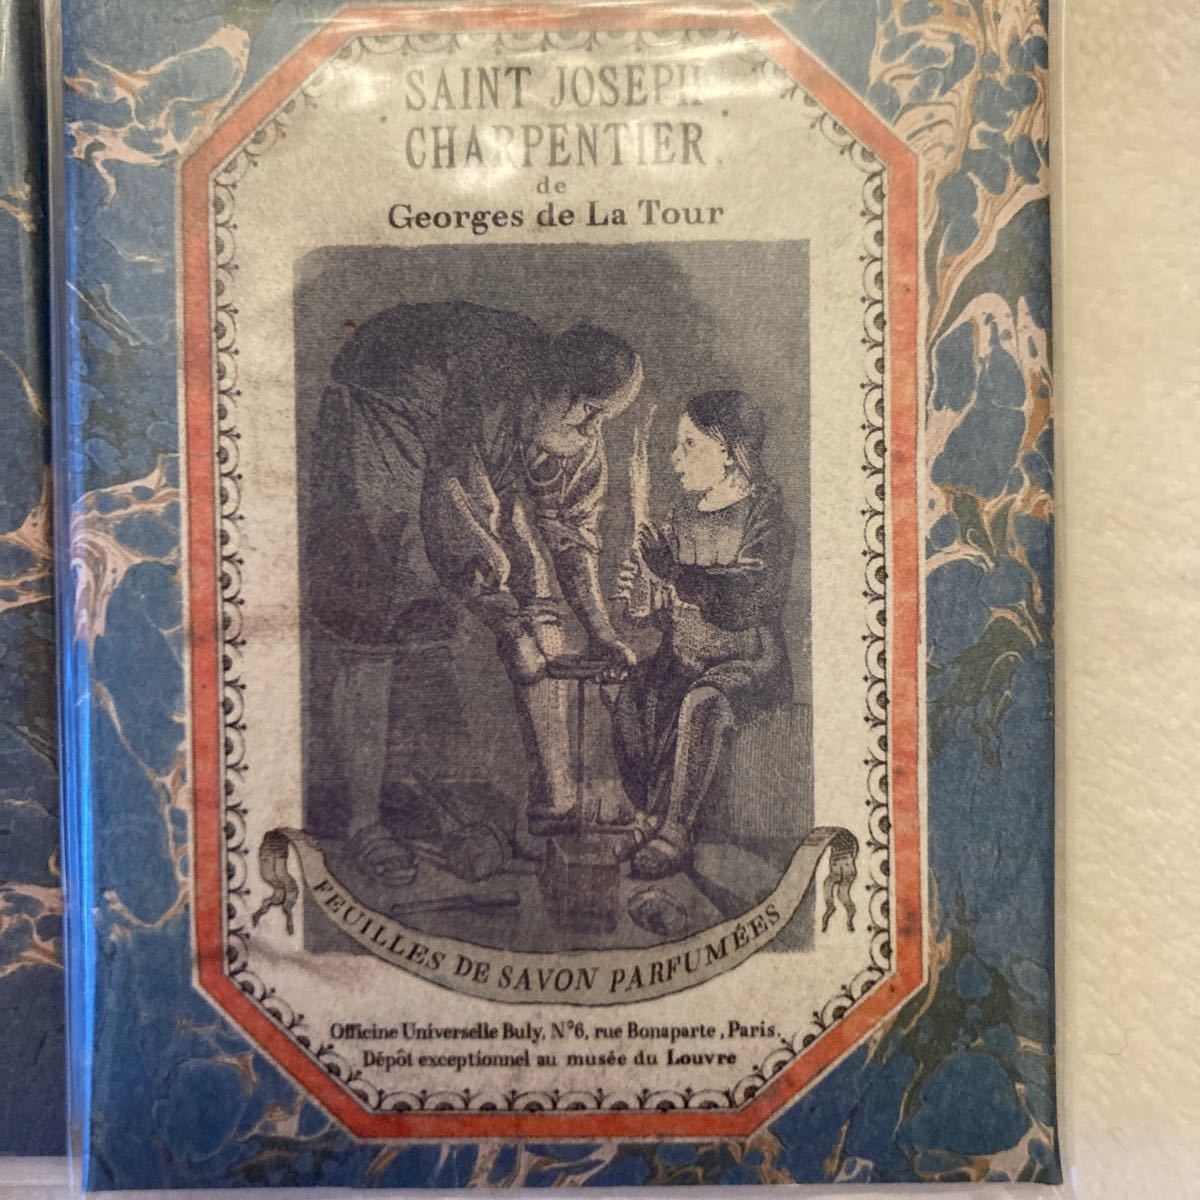 SAINT JOSEPH
CHARPENTIER.
de
Georges de La Tour
FEUILLES DE SAVON PARFUMÉES
Officine Universelle Buly, N°6, rue Bonaparte, Paris.
Dépôt exceptionnel au musée du Louvre